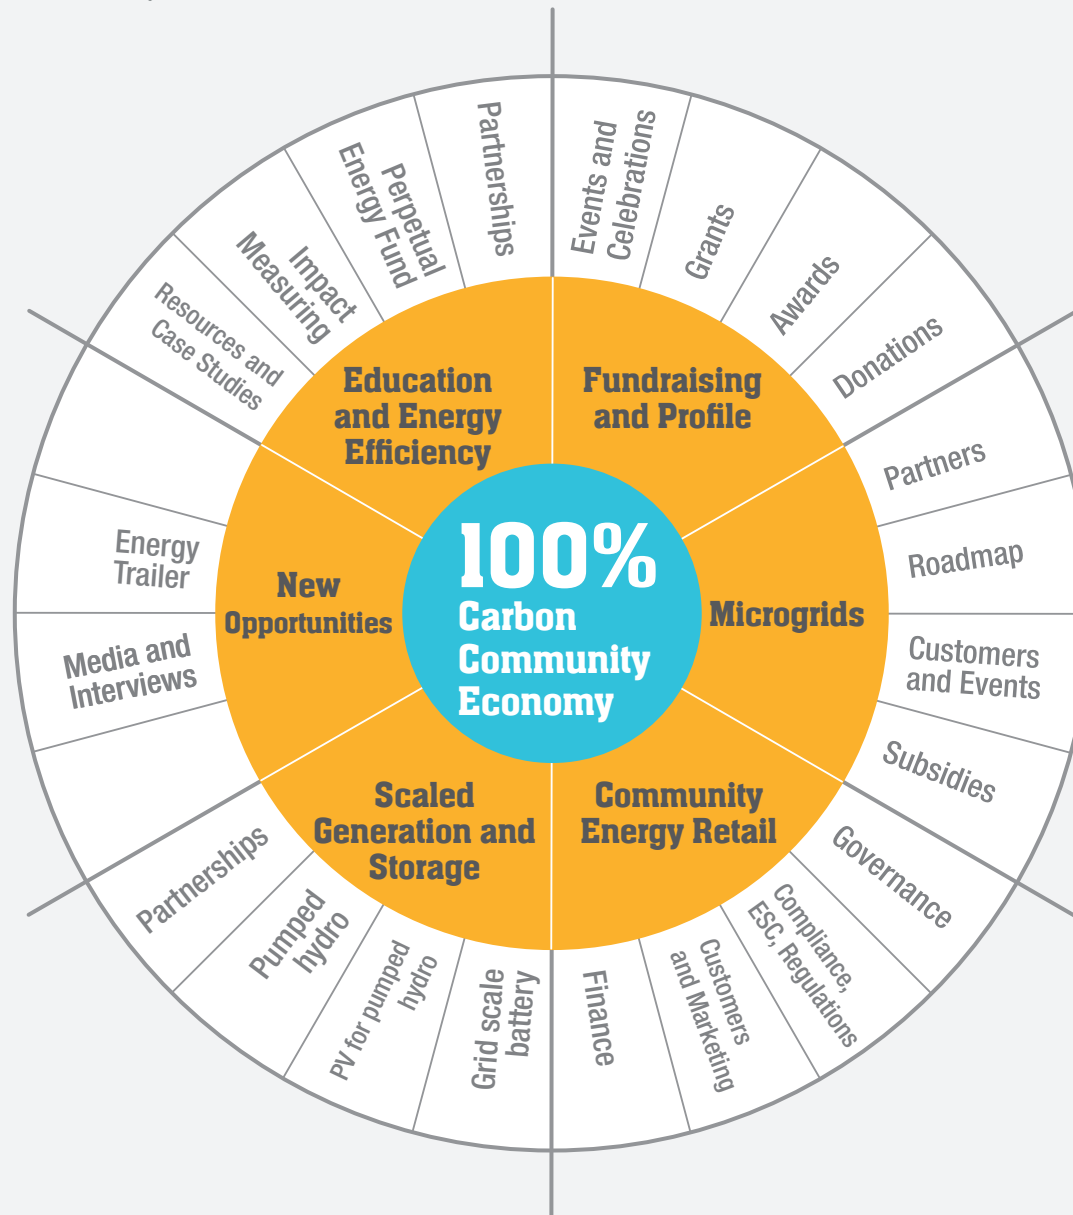 100%
Carbon
Community
Economy
Fundraising
and Profile
Events and
Celebrations
Grants
Awards
Donations
Microgrids
Partners
Roadmap
Customers
and Events
Subsidies
Community
Energy Retail
Governance
Compliance,
ESC, Regulations
Customers
and Marketing
Finance
Scaled
Generation and
Storage
Grid scale
battery
PV for pumped
hydro
Pumped
hydro
Partnerships
New
Opportunities
Media and
Interviews
Energy
Trailer
Education
and Energy
Efficiency
Resources and
Case Studies
Impact
Measuring
Perpetual
Energy Fund
Partnerships